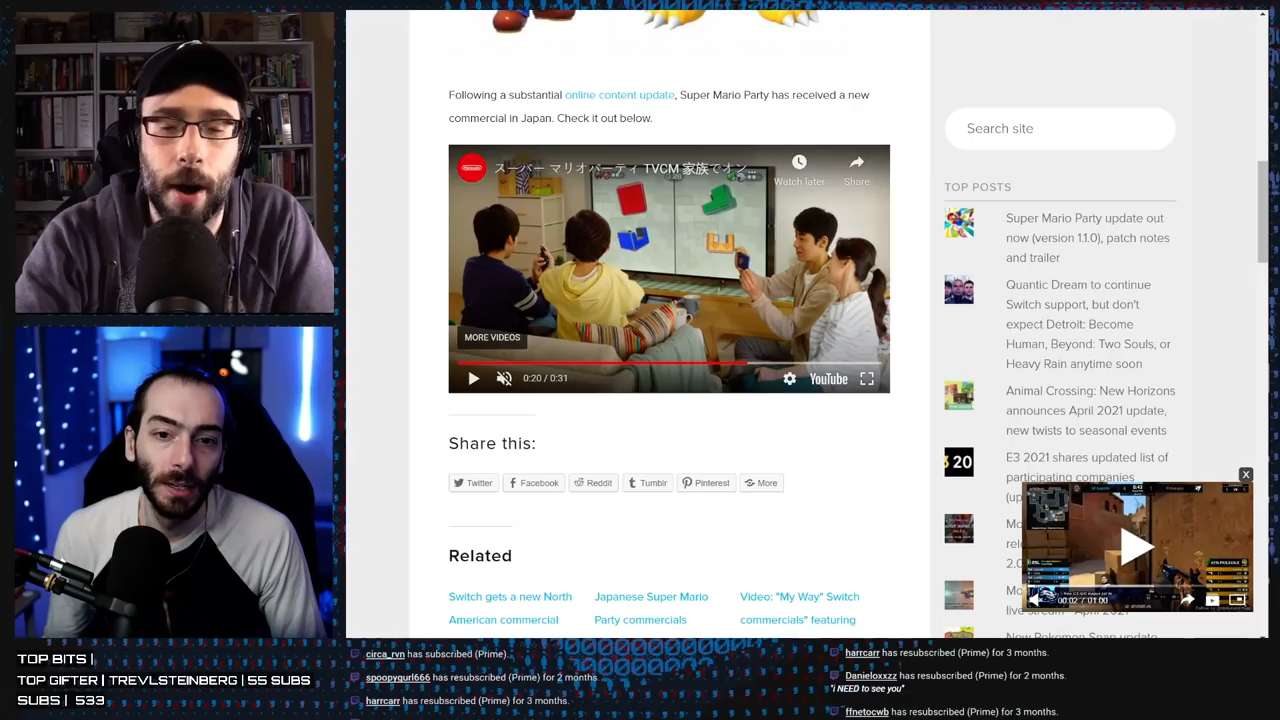 Following a substantial online content update, Super Mario Party has received a new
commercial in Japan. Check it out below.
スーパー マリオパーティ TVCM 家族でオン
Watch later
Share
MORE VIDEOS
0:20 / 0:31
YouTube
Share this:
Twitter
Facebook
Reddit
Tumblr
Pinterest
More
Related
Switch gets a new North
American commercial
Japanese Super Mario
Party commercials
Video: "My Way" Switch
commercials" featuring
Search site
TOP POSTS
Super Mario Party update out
now (version 1.1.0), patch notes
and trailer
Quantic Dream to continue
Switch support, but don't
expect Detroit: Become
Human, Beyond: Two Souls, or
Heavy Rain anytime soon
Animal Crossing: New Horizons
announces April 2021 update,
new twists to seasonal events
E3 2021 shares updated list of
participating companies
X
00:02 / 01:00
New Pokemon Snap update
TOP BITS |
TOP GIFTER | TREVLSTEINBERG | 55 SUBS
SUBS | 533
circa_rvn has subscribed (Prime).
spoopygurl666 has resubscribed (Prime) for 2 months.
harrcarr has resubscribed (Prime) for 3 months.
harrcarr has resubscribed (Prime) for 3 months.
Danieloxxzz has resubscribed (Prime) for 2 months.
"i NEED to see you"
ffnetocwb has resubscribed (Prime) for 3 months.